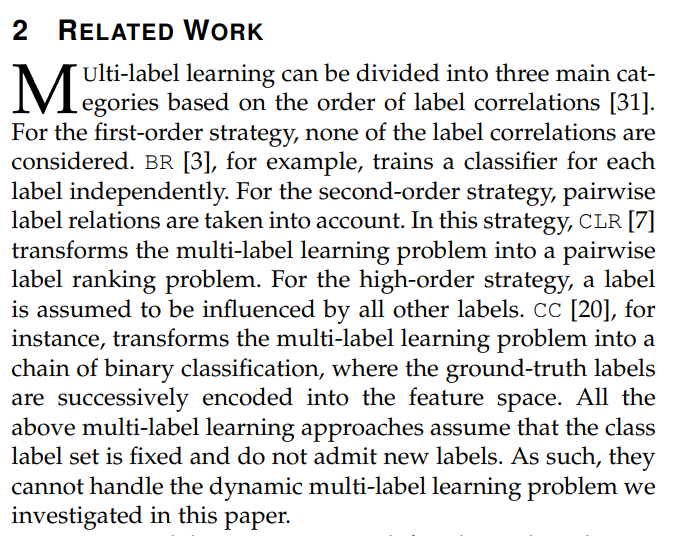 2 RELATED WORK
MUlti-label learning can be divided into three main cat-
egories based on the order of label correlations [31].
For the first-order strategy, none of the label correlations are
considered. BR [3], for example, trains a classifier for each
label independently. For the second-order strategy, pairwise
label relations are taken into account. In this strategy, CLR [7]
transforms the multi-label learning problem into a pairwise
label ranking problem. For the high-order strategy, a label
is assumed to be influenced by all other labels. CC [20], for
instance, transforms the multi-label learning problem into a
chain of binary classification, where the ground-truth labels
are successively encoded into the feature space. All the
above multi-label learning approaches assume that the class
label set is fixed and do not admit new labels. As such, they
cannot handle the dynamic multi-label learning problem we
investigated in this paper.